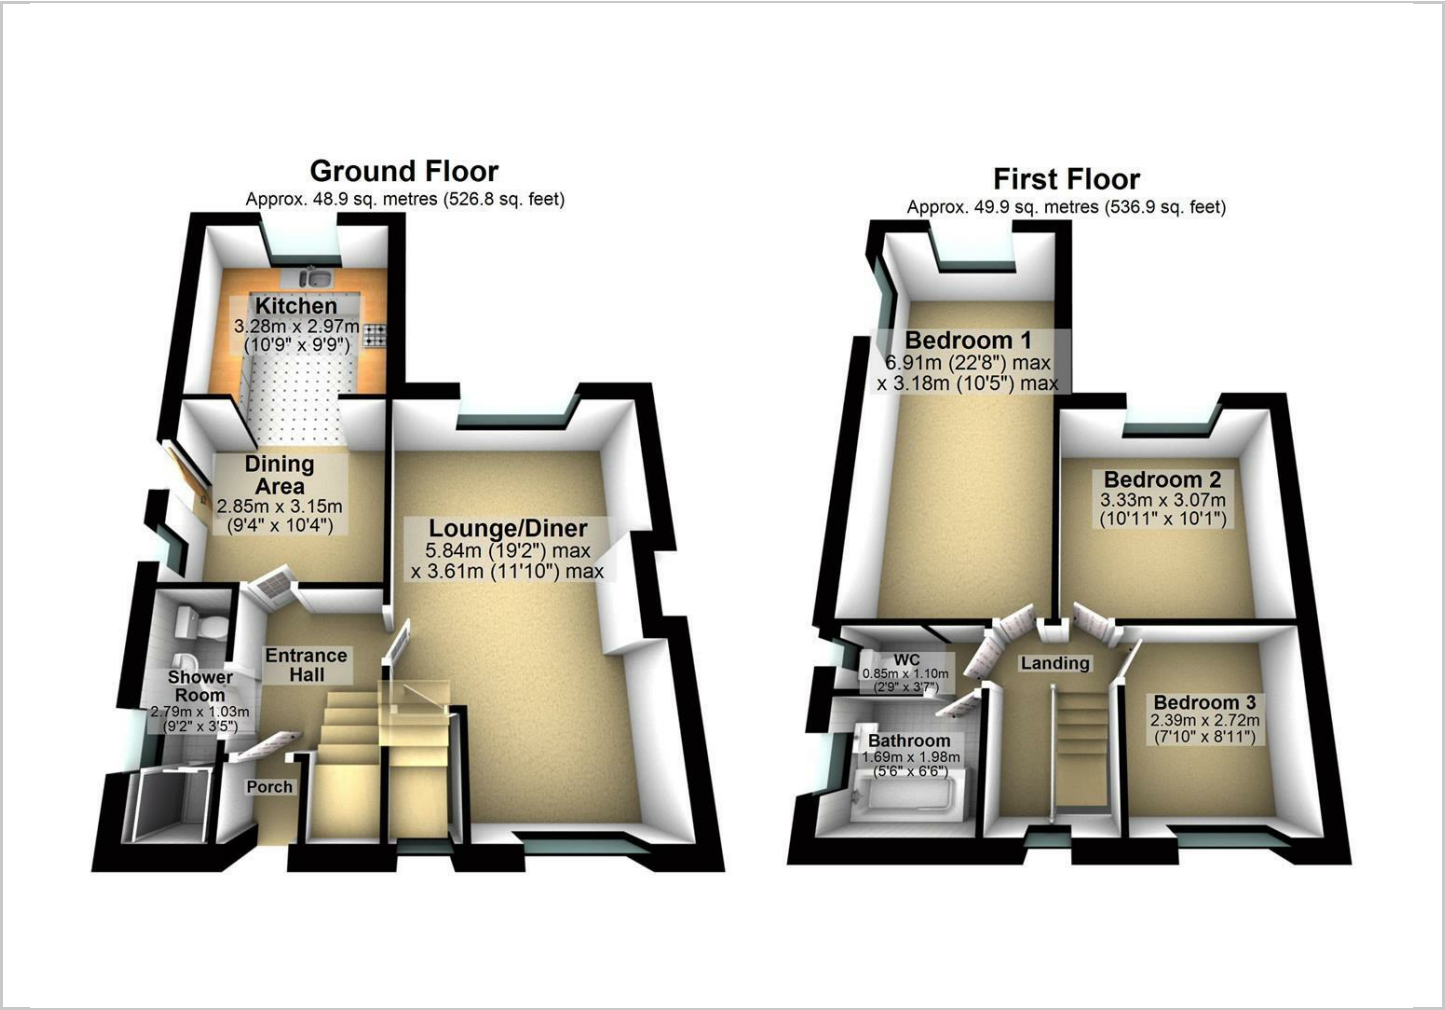 Ground Floor
Approx. 48.9 sq. metres (526.8 sq. feet)
Kitchen
3.28m x 2.97m
(10'9" x 9'9")
Dining
Area
2.85m x 3.15m
(9'4" x 10'4")
Lounge/Diner
5.84m (19'2") max
x 3.61m (11'10") max
Entrance
Hall
Shower
Room
2.79m x 1.03m
(9'2" x 3'5")
Porch
First Floor
Approx. 49.9 sq. metres (536.9 sq. feet)
Bedroom 1
6.91m (22'8") max
x 3.18m (10'5") max
Bedroom 2
3.33m x 3.07m
(10'11" x 10'1")
WC
0.85m x 1.10m
(2'9" x 3'7")
Landing
Bedroom 3
2.39m x 2.72m
(7'10" x 8'11")
Bathroom
1.69m x 1.98m
(5'6" x 6'6")